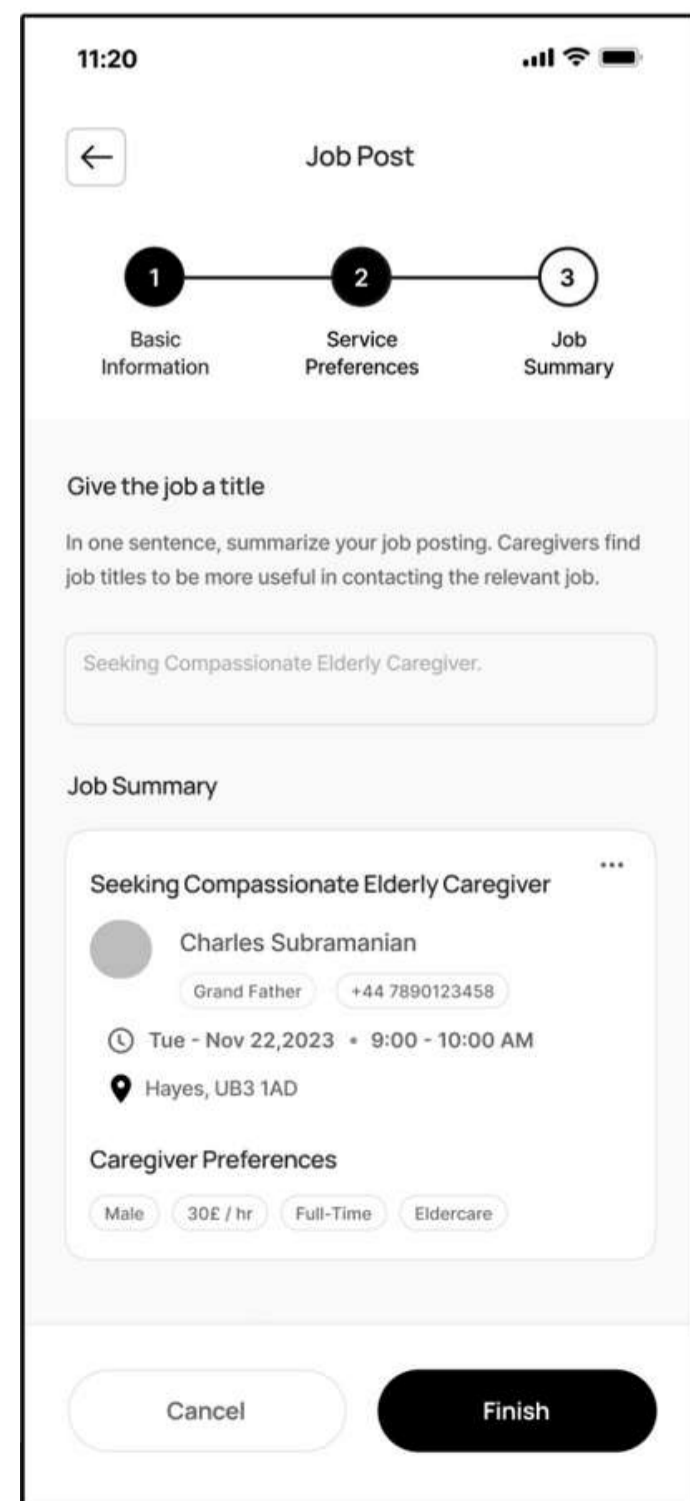 11:20
Job Post
1
2
3
Basic
Information
Service
Preferences
Job
Summary
Give the job a title
In one sentence, summarize your job posting. Caregivers find
job titles to be more useful in contacting the relevant job.
Seeking Compassionate Elderly Caregiver.
Job Summary
Seeking Compassionate Elderly Caregiver
Charles Subramanian
Grand Father
+44 7890123458
Tue - Nov 22,2023 • 9:00 - 10:00 AM
Hayes, UB3 1AD
Caregiver Preferences
Male
30£ / hr
Full-Time
Eldercare
Cancel
Finish